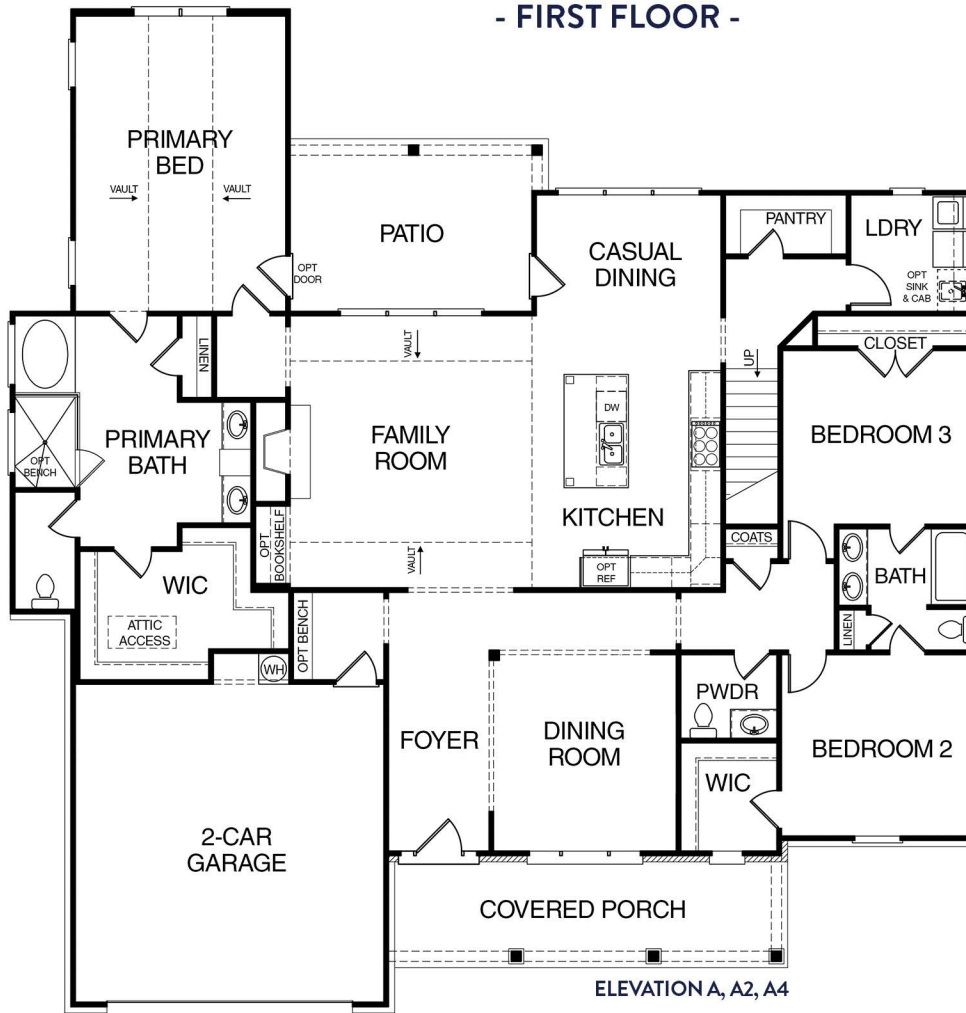 - FIRST FLOOR -
PRIMARY
BED
VAULT
VAULT
PATIO
OPT
DOOR
CASUAL
DINING
PANTRY
LDRY
OPT
SINK
& CAB
LINEN
VAULT
UP
CLOSET
OPT
BENCH
PRIMARY
BATH
FAMILY
ROOM
DW
BEDROOM 3
KITCHEN
OPT
BOOKSHELF
VAULT
OPT
REF
COATS
BATH
LINEN
WIC
ATTIC
ACCESS
WH
OPT BENCH
FOYER
DINING
ROOM
PWDR
WIC
BEDROOM 2
2-CAR
GARAGE
COVERED PORCH
ELEVATION A, A2, A4